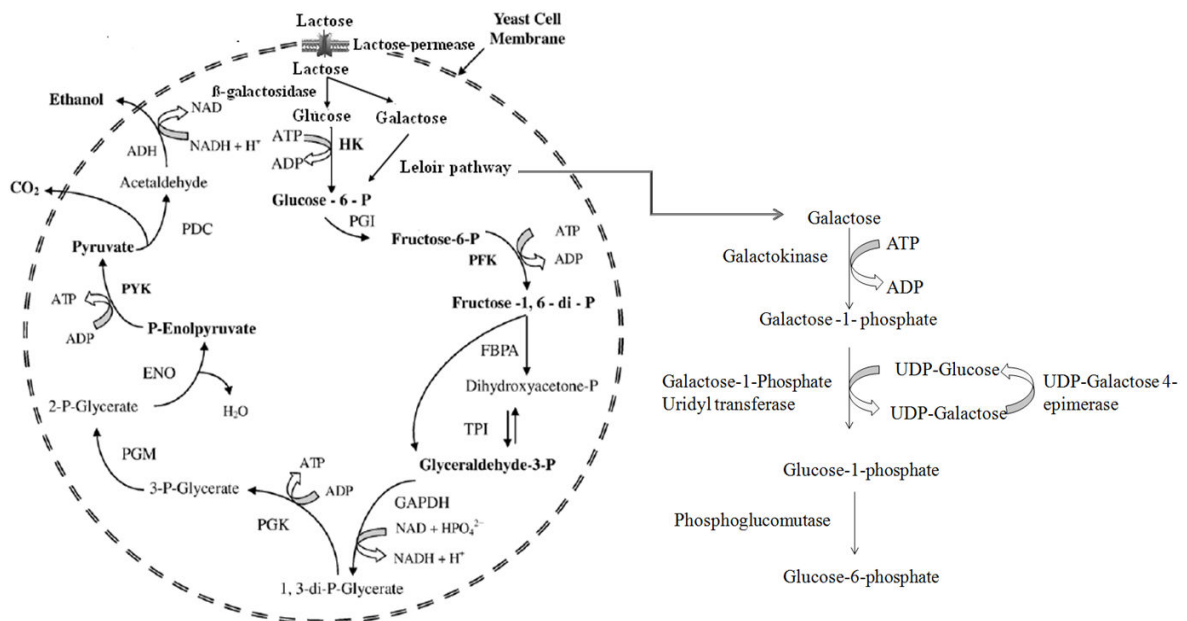 Lactose
Yeast Cell
Membrane
Lactose-permease
Lactose
ß-galactosidase
Glucose
Galactose
ATP
HK
ADP
Leloir pathway
Glucose - 6 - P
PGI
Fructose-6-P
PFK
ATP
ADP
Fructose -1, 6 - di - P
FBPA
Dihydroxyacetone-P
TPI
Glyceraldehyde-3-P
GAPDH
NAD + HPO₄²⁻
NADH + H⁺
1, 3-di-P-Glycerate
PGK
ATP
ADP
3-P-Glycerate
PGM
2-P-Glycerate
ENO
H₂O
P-Enolpyruvate
PYK
ATP
ADP
Pyruvate
PDC
CO₂
Acetaldehyde
ADH
NAD
NADH + H⁺
Ethanol
Galactose
Galactokinase
ATP
ADP
Galactose -1- phosphate
Galactose-1-Phosphate
Uridyl transferase
UDP-Glucose
UDP-Galactose
UDP-Galactose 4-
epimerase
Glucose-1-phosphate
Phosphoglucomutase
Glucose-6-phosphate